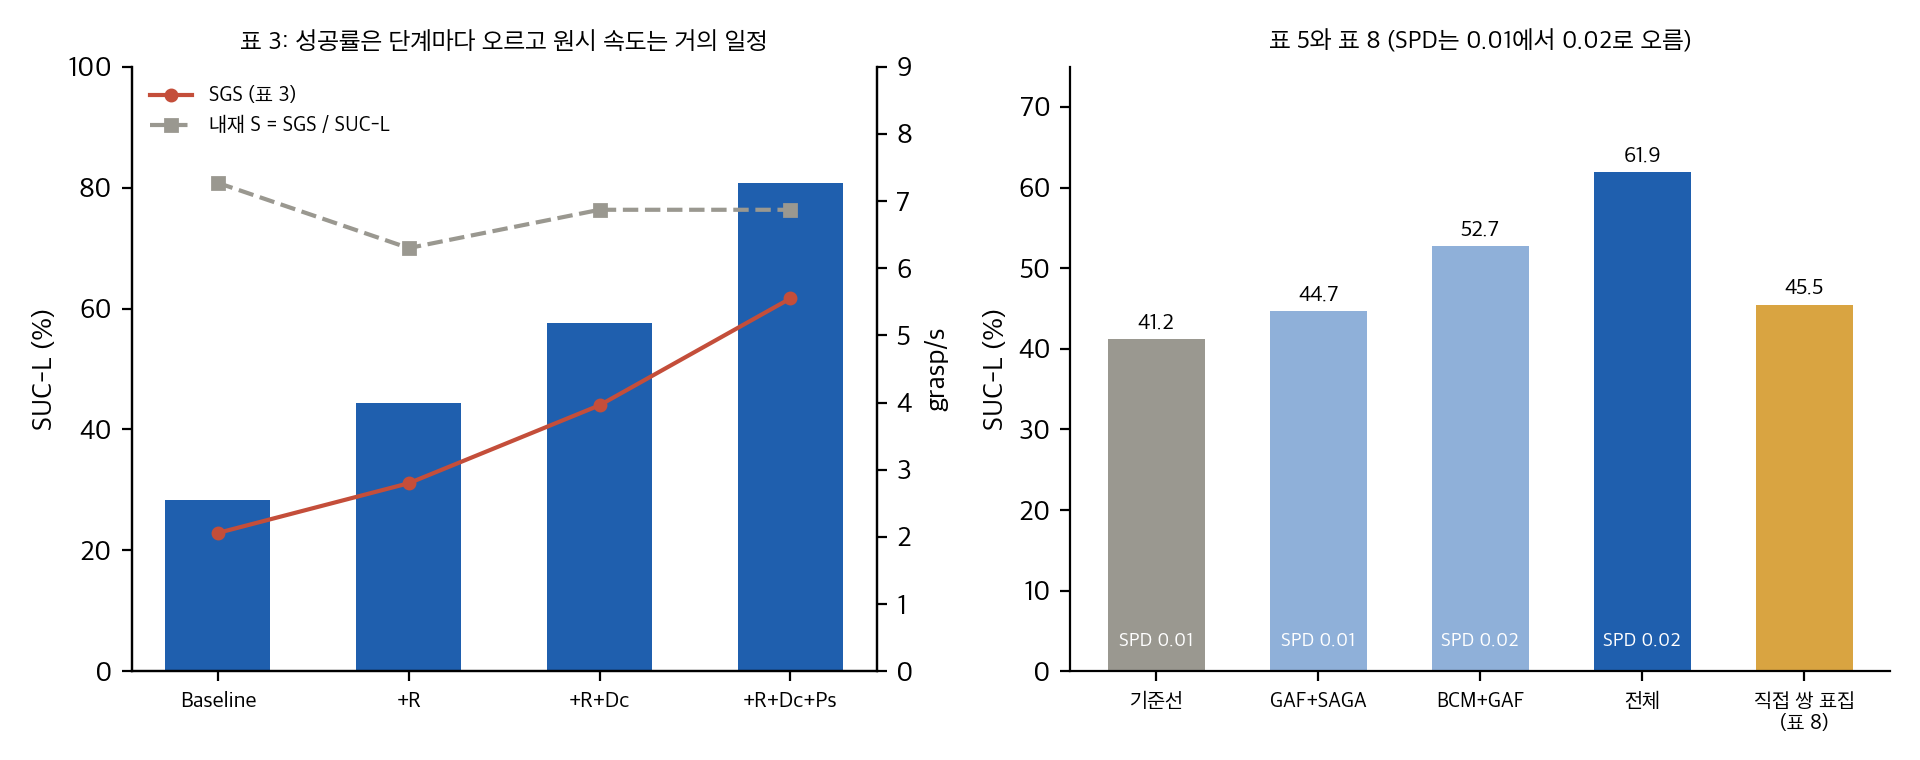 표 3: 성공률은 단계마다 오르고 원시 속도는 거의 일정
SGS (표 3)
내재 S = SGS / SUC-L
SUC-L (%)
100
80
60
40
20
0
9
8
7
6
5
4
3
2
1
0
grasp/s
Baseline
+R
+R+Dc
+R+Dc+Ps
표 5와 표 8 (SPD는 0.01에서 0.02로 오름)
SUC-L (%)
70
60
50
40
30
20
10
0
41.2
44.7
52.7
61.9
45.5
SPD 0.01
SPD 0.01
SPD 0.02
SPD 0.02
기준선
GAF+SAGA
BCM+GAF
전체
직접 쌍 표집
(표 8)